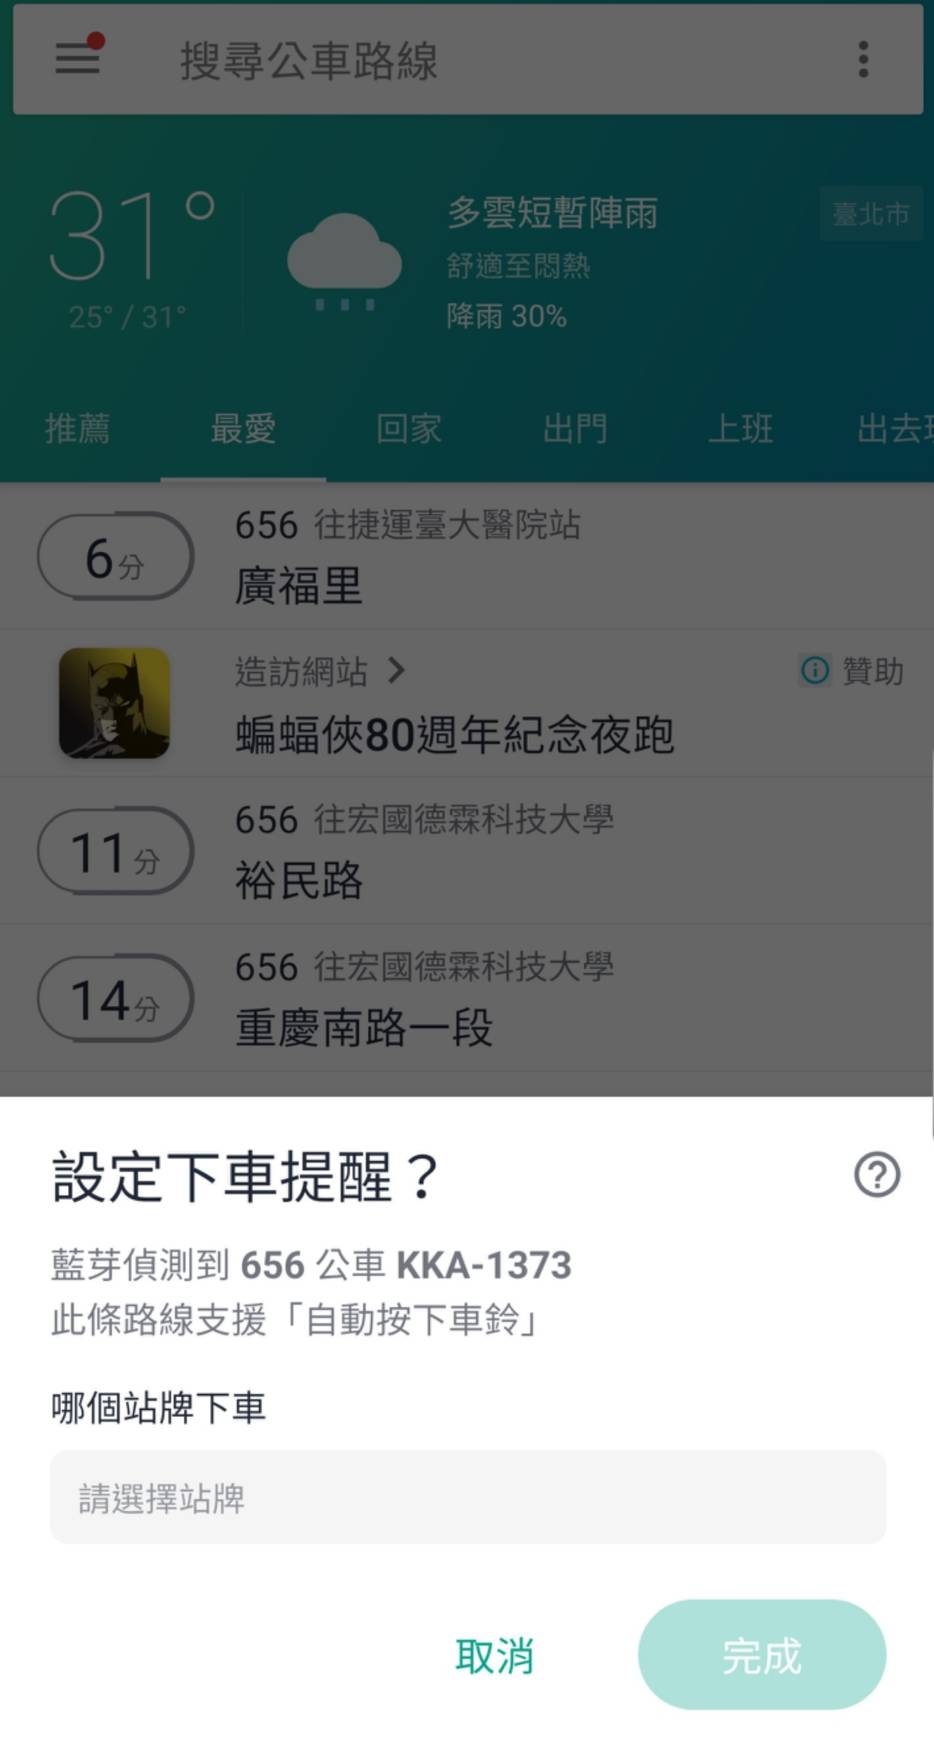 搜尋公車路線
31°
25° / 31°
多雲短暫陣雨
舒適至悶熱
降雨 30%
臺北市
推薦 最愛 回家 出門 上班 出去
6分
656 往捷運臺大醫院站
廣福里
造訪網站
贊助
蝙蝠俠80週年紀念夜跑
11分
656 往宏國德霖科技大學
裕民路
14分
656 往宏國德霖科技大學
重慶南路一段
設定下車提醒？
藍芽偵測到 656 公車 KKA-1373
此條路線支援「自動按下車鈴」
哪個站牌下車
請選擇站牌
取消
完成